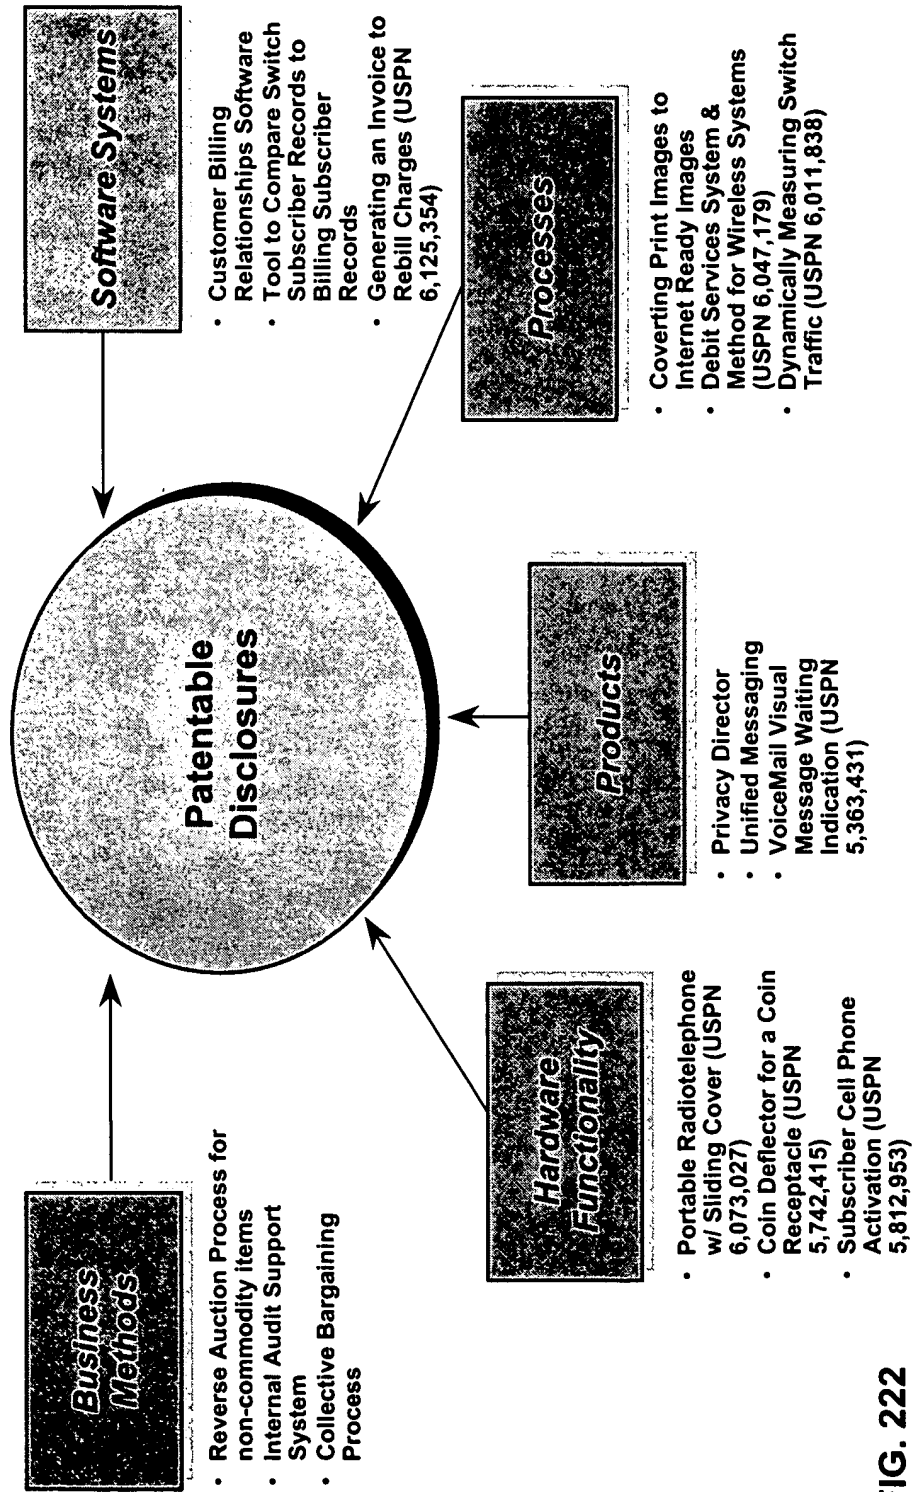 Patentable
Disclosures
Business
Methods
• Reverse Auction Process for
non-commodity items
• Internal Audit Support
System
• Collective Bargaining
Process
Hardware
Functionality
• Portable Radiotelephone
w/ Sliding Cover (USPN
6,073,027)
• Coin Deflector for a Coin
Receptacle (USPN
5,742,415)
• Subscriber Cell Phone
Activation (USPN
5,812,953)
Products
• Privacy Director
• Unified Messaging
• VoiceMail Visual
Message Waiting
Indication (USPN
5,363,431)
Processes
• Coverting Print Images to
Internet Ready Images
• Debit Services System &
Method for Wireless Systems
(USPN 6,047,179)
• Dynamically Measuring Switch
Traffic (USPN 6,011,838)
Software Systems
• Customer Billing
Relationships Software
• Tool to Compare Switch
Subscriber Records to
Billing Subscriber
Records
• Generating an Invoice to
Rebill Charges (USPN
6,125,354)
FIG. 222